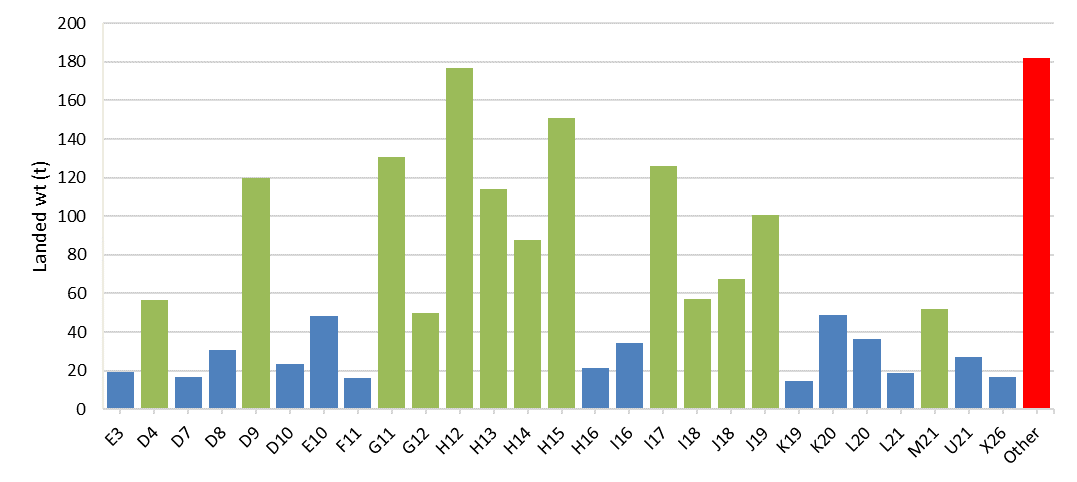 200
180
160
140
120
100
80
60
40
20
0
Landed wt (t)
E3
D4
D7
D8
D9
D10
E10
F11
G11
G12
H12
H13
H14
H15
H16
I16
I17
I18
J18
J19
K19
K20
L20
L21
M21
U21
X26
Other